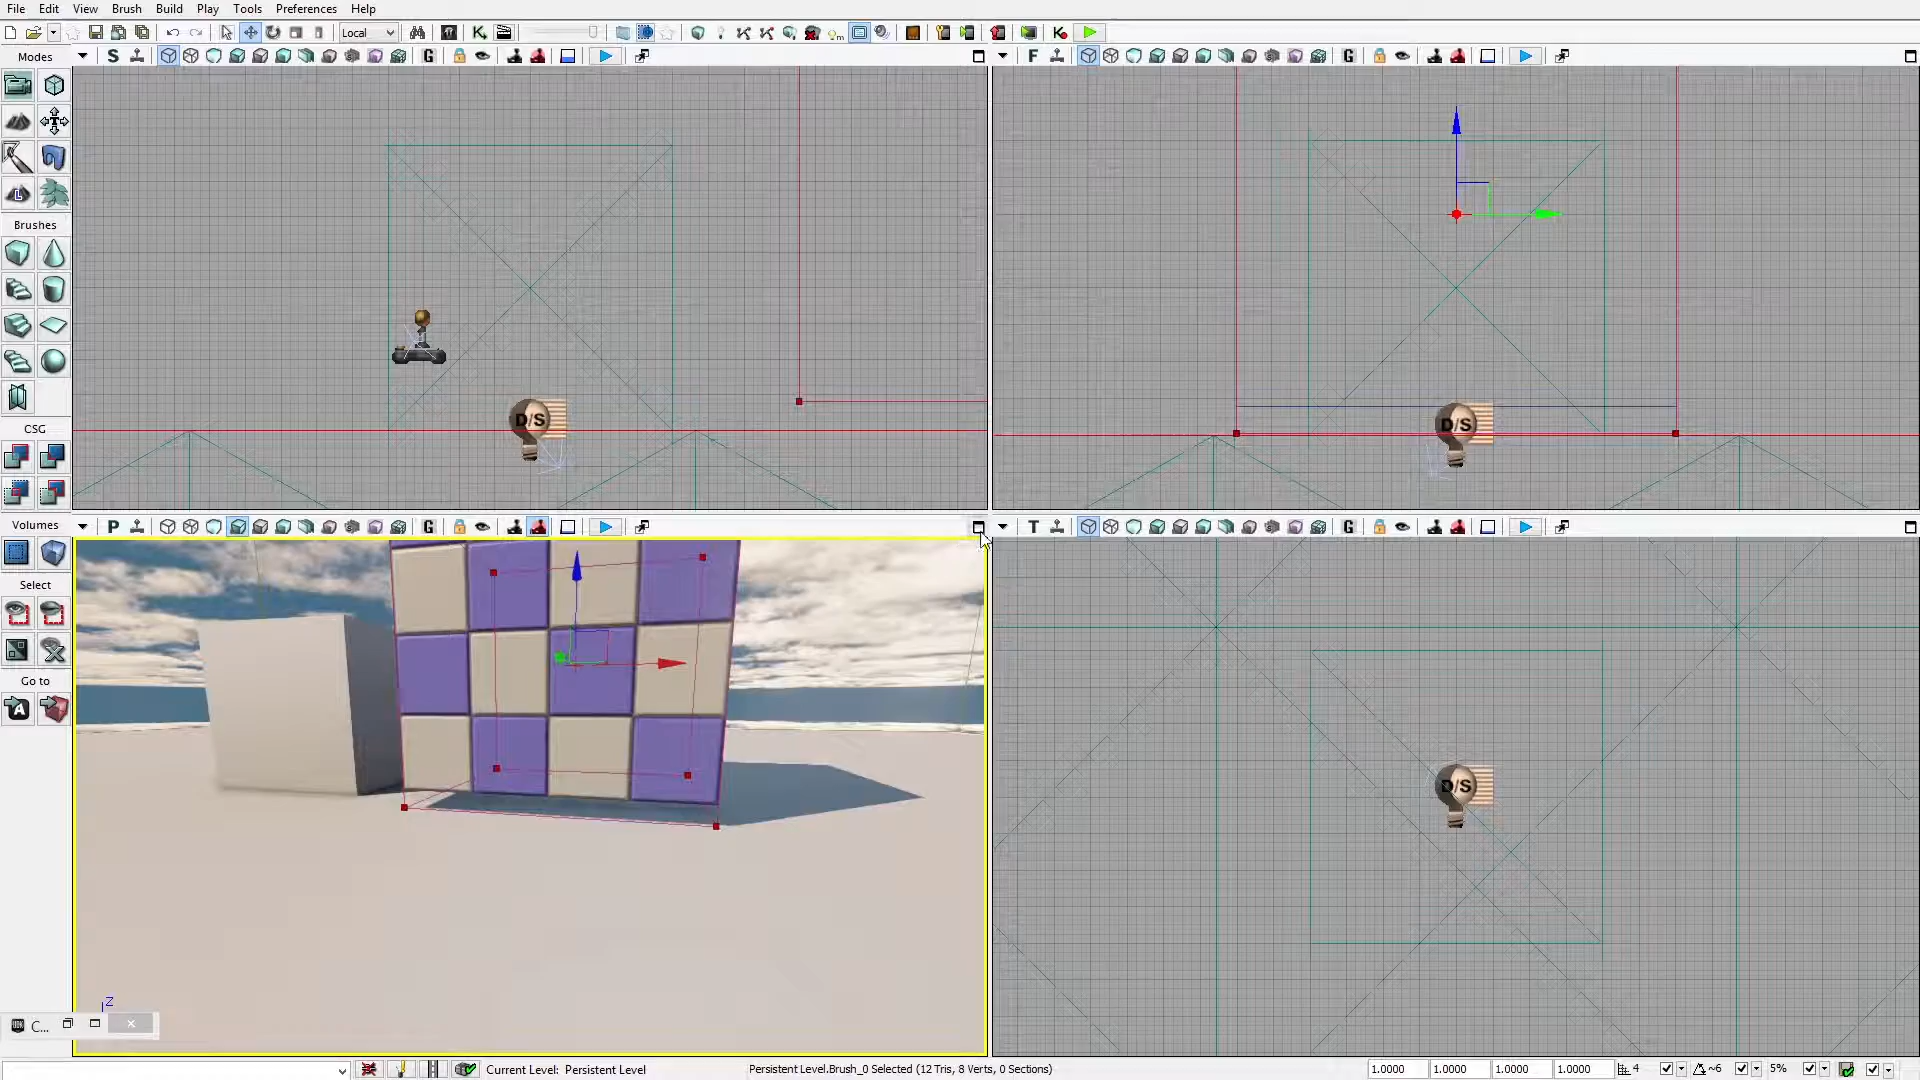 File Edit View Brush Build Play Tools Preferences Help
Local
Modes
S G
F G
Brushes
CSG
D/S
D/S
Volumes
P G
T G
Select
Go to
A
D/S
Z
C...
Current Level: Persistent Level
Persistent Level.Brush_0 Selected (12 Tris, 8 Verts, 0 Sections)
1.0000 1.0000 1.0000 1.0000 4 ~6 5%